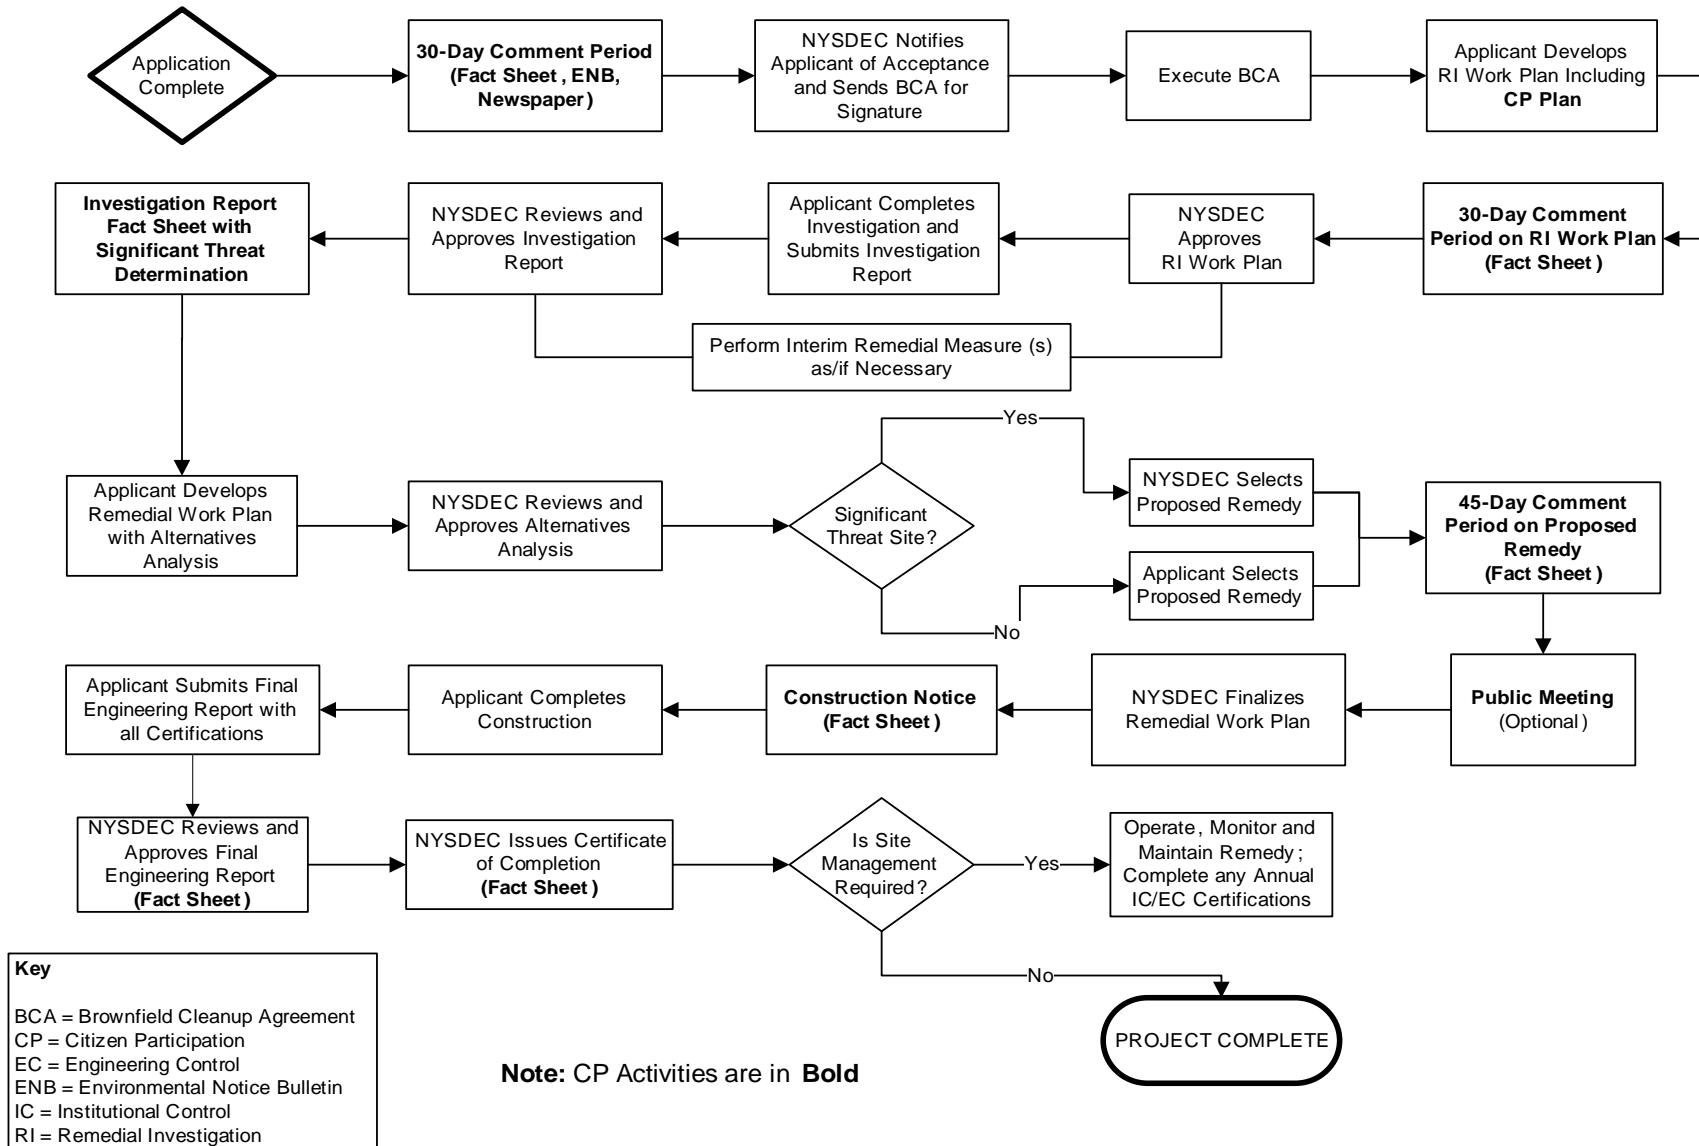 Application
Complete
30-Day Comment Period
(Fact Sheet, ENB,
Newspaper)
NYSDEC Notifies
Applicant of Acceptance
and Sends BCA for
Signature
Execute BCA
Applicant Develops
RI Work Plan Including
CP Plan
Investigation Report
Fact Sheet with
Significant Threat
Determination
NYSDEC Reviews and
Approves Investigation
Report
Applicant Completes
Investigation and
Submits Investigation
Report
NYSDEC
Approves
RI Work Plan
30-Day Comment
Period on RI Work Plan
(Fact Sheet)
Perform Interim Remedial Measure (s)
as/if Necessary
Applicant Develops
Remedial Work Plan
with Alternatives
Analysis
NYSDEC Reviews and
Approves Alternatives
Analysis
Significant
Threat Site?
Yes
No
NYSDEC Selects
Proposed Remedy
Applicant Selects
Proposed Remedy
45-Day Comment
Period on Proposed
Remedy
(Fact Sheet)
Applicant Submits Final
Engineering Report with
all Certifications
Applicant Completes
Construction
Construction Notice
(Fact Sheet)
NYSDEC Finalizes
Remedial Work Plan
Public Meeting
(Optional)
NYSDEC Reviews and
Approves Final
Engineering Report
(Fact Sheet)
NYSDEC Issues Certificate
of Completion
(Fact Sheet)
Is Site
Management
Required?
Yes
Operate, Monitor and
Maintain Remedy;
Complete any Annual
IC/EC Certifications
No
PROJECT COMPLETE
Key
BCA = Brownfield Cleanup Agreement
CP = Citizen Participation
EC = Engineering Control
ENB = Environmental Notice Bulletin
IC = Institutional Control
RI = Remedial Investigation
Note: CP Activities are in Bold